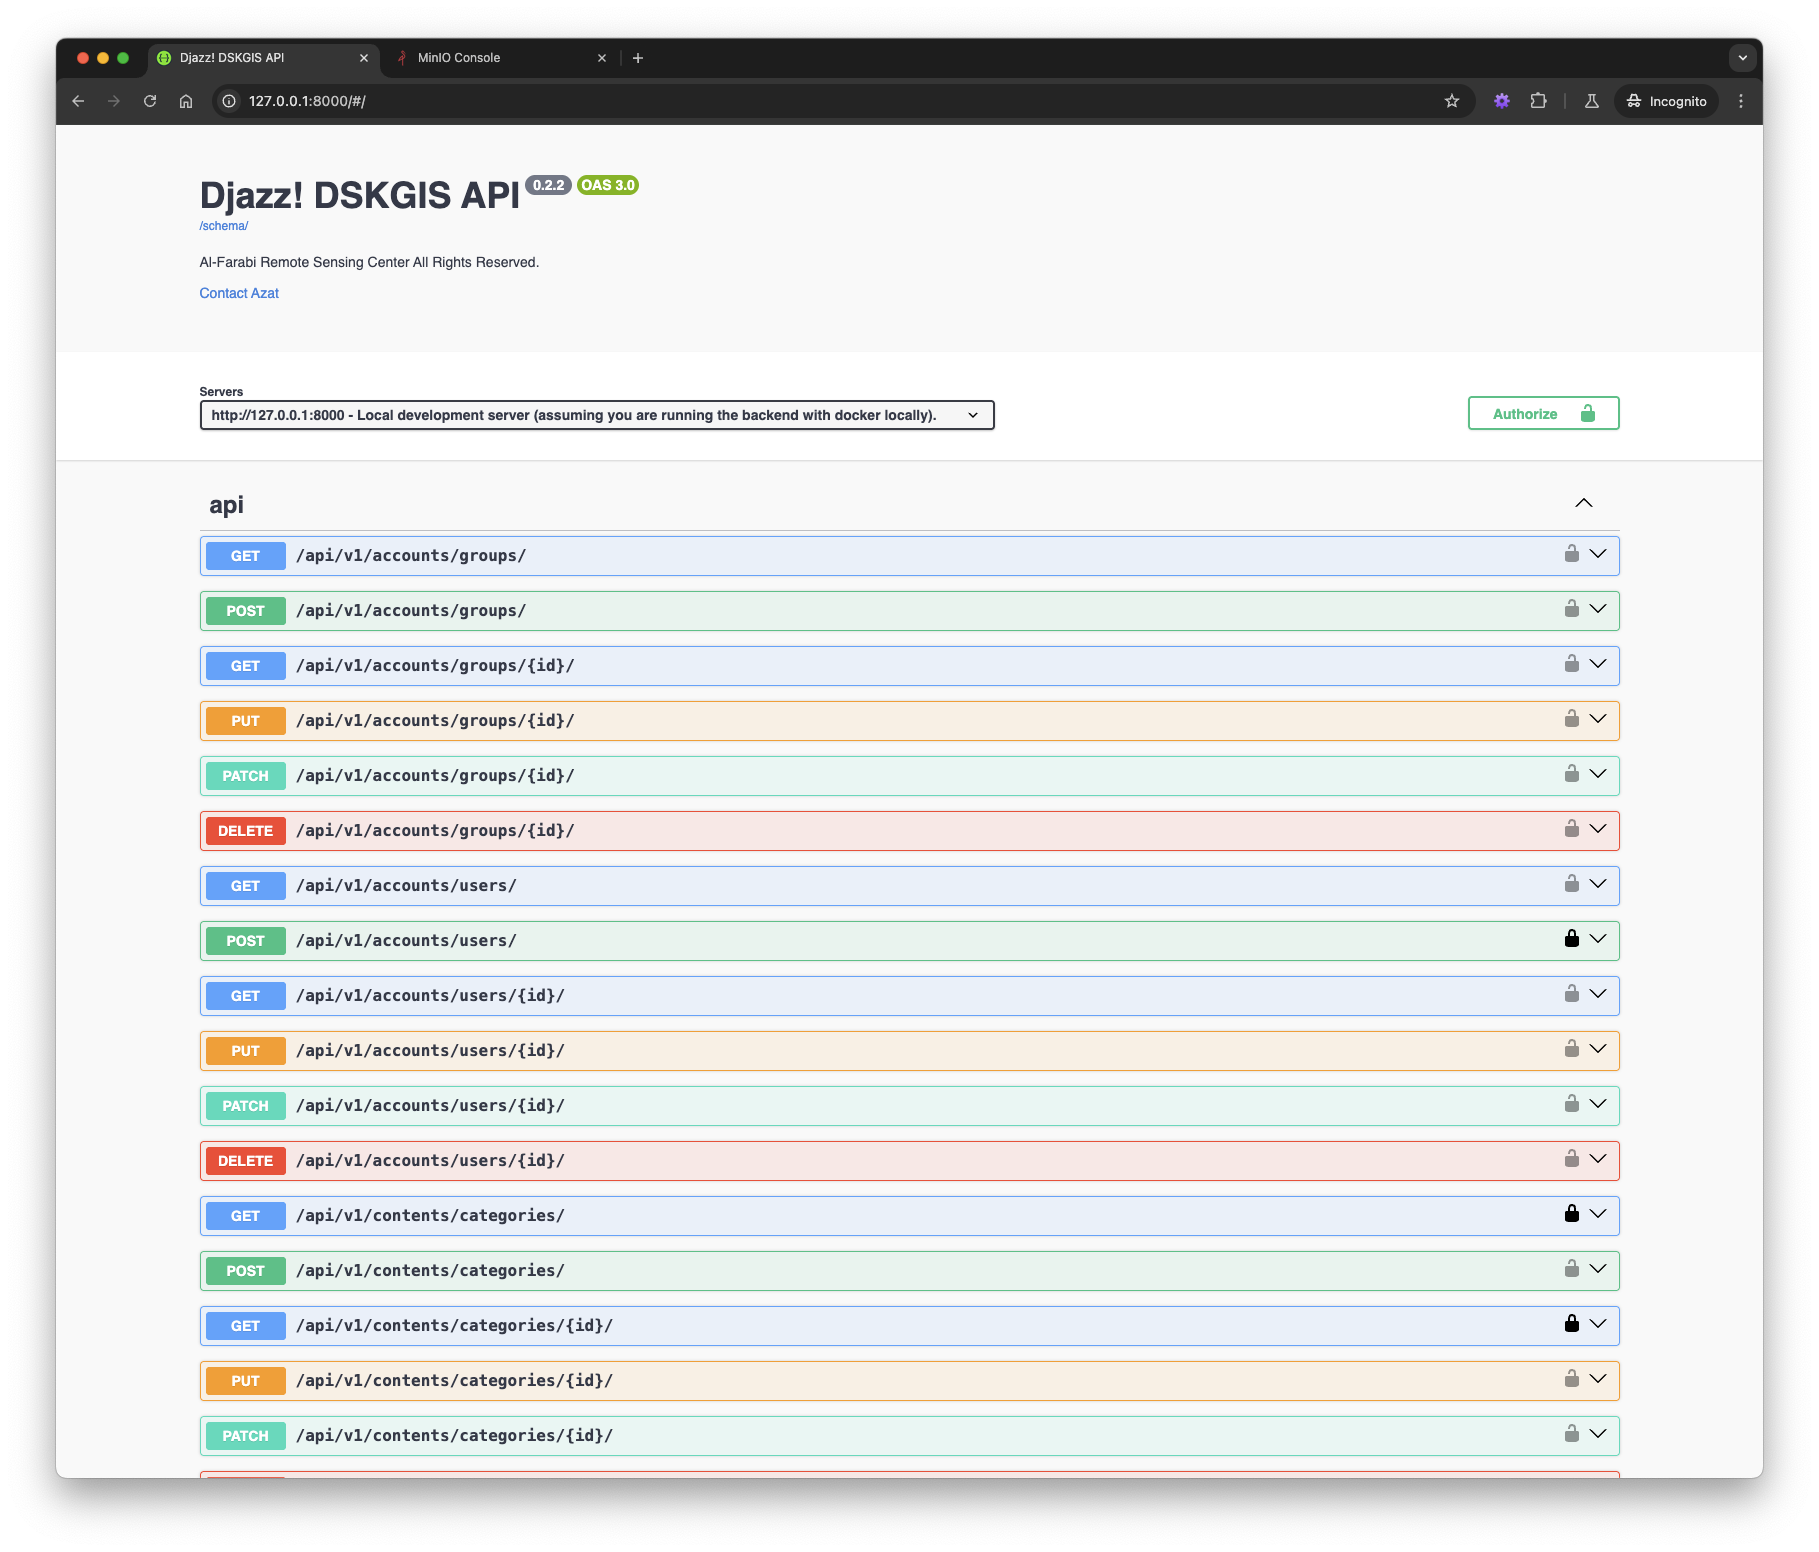 Djazz! DSKGIS API
MinIO Console
127.0.0.1:8000/#/
Incognito
Djazz! DSKGIS API 0.2.2 OAS 3.0
/schema/
Al-Farabi Remote Sensing Center All Rights Reserved.
Contact Azat
Servers
http://127.0.0.1:8000 - Local development server (assuming you are running the backend with docker locally).
Authorize
api
GET /api/v1/accounts/groups/
POST /api/v1/accounts/groups/
GET /api/v1/accounts/groups/{id}/
PUT /api/v1/accounts/groups/{id}/
PATCH /api/v1/accounts/groups/{id}/
DELETE /api/v1/accounts/groups/{id}/
GET /api/v1/accounts/users/
POST /api/v1/accounts/users/
GET /api/v1/accounts/users/{id}/
PUT /api/v1/accounts/users/{id}/
PATCH /api/v1/accounts/users/{id}/
DELETE /api/v1/accounts/users/{id}/
GET /api/v1/contents/categories/
POST /api/v1/contents/categories/
GET /api/v1/contents/categories/{id}/
PUT /api/v1/contents/categories/{id}/
PATCH /api/v1/contents/categories/{id}/